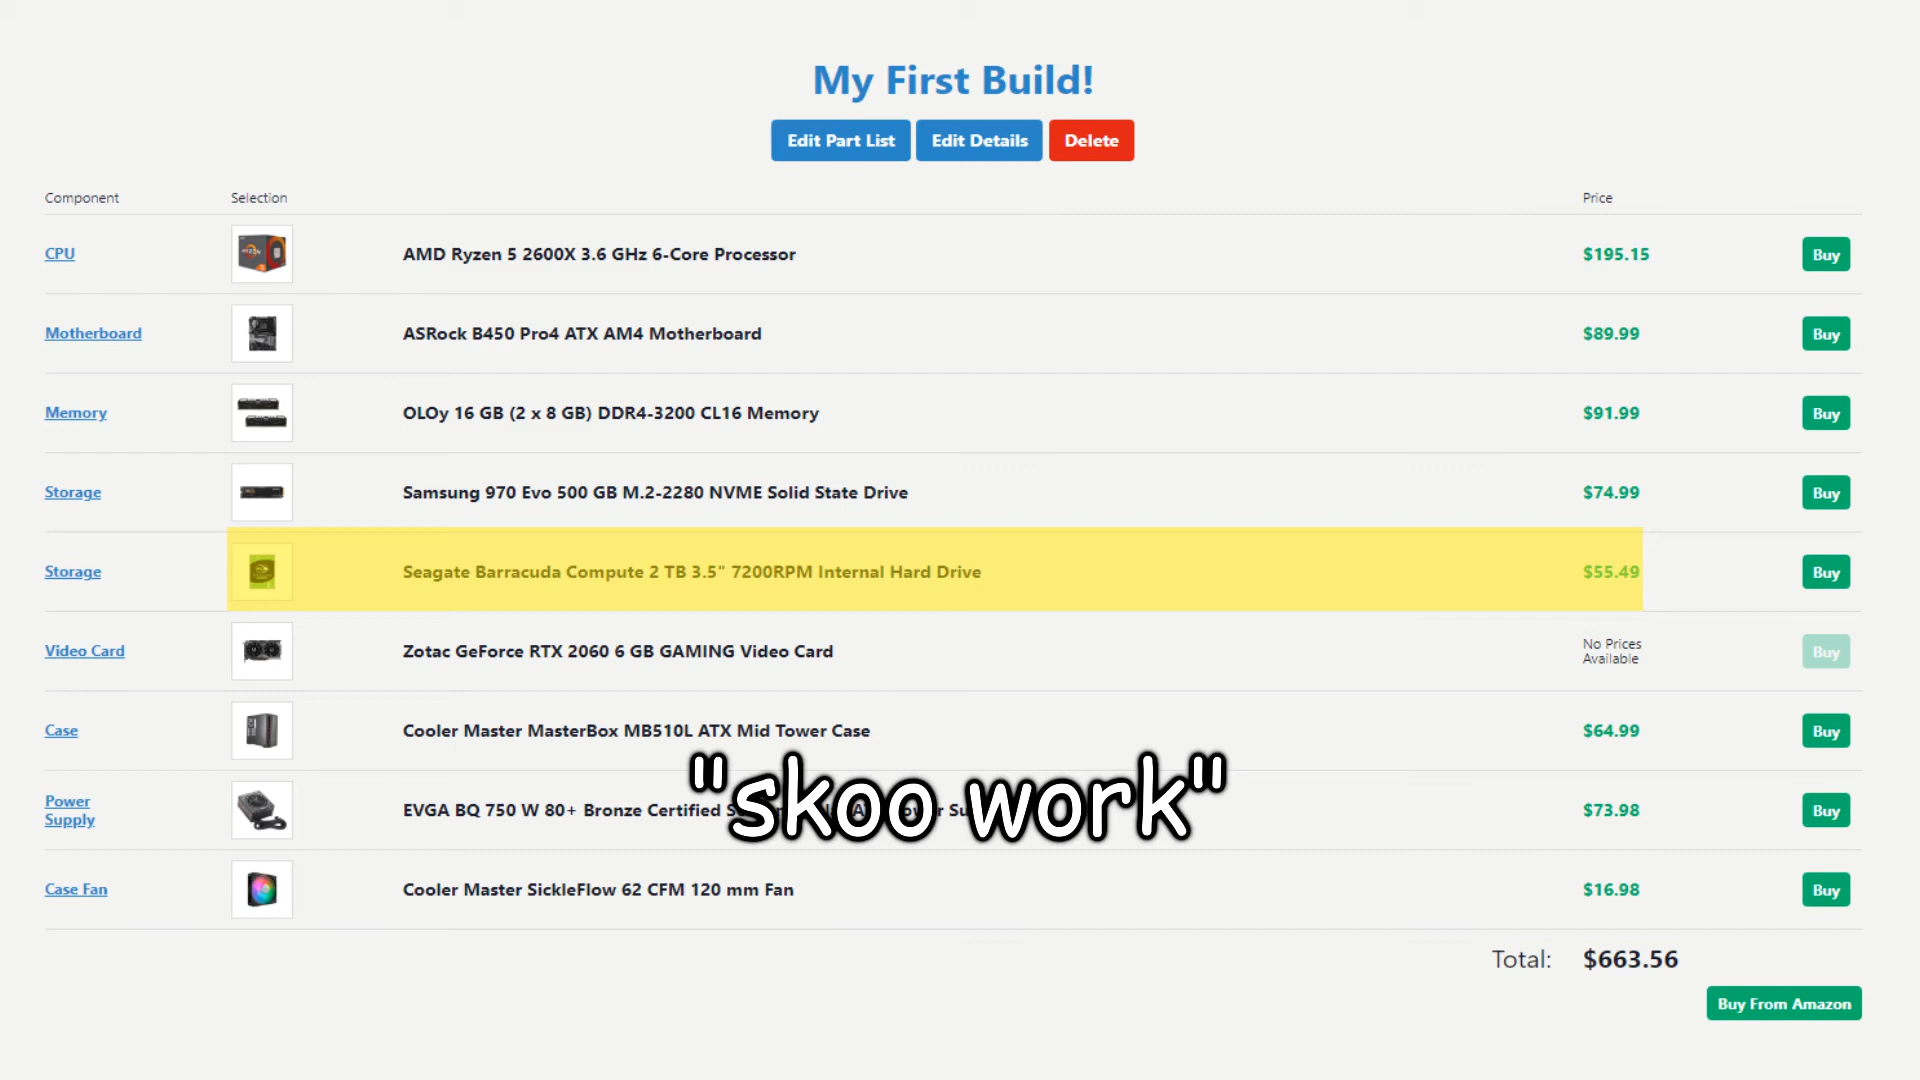 My First Build!
Edit Part List Edit Details Delete
Component Selection Price
CPU AMD Ryzen 5 2600X 3.6 GHz 6-Core Processor $195.15 Buy
Motherboard ASRock B450 Pro4 ATX AM4 Motherboard $89.99 Buy
Memory OLOy 16 GB (2 x 8 GB) DDR4-3200 CL16 Memory $91.99 Buy
Storage Samsung 970 Evo 500 GB M.2-2280 NVME Solid State Drive $74.99 Buy
Storage Seagate Barracuda Compute 2 TB 3.5" 7200RPM Internal Hard Drive $55.49 Buy
Video Card Zotac GeForce RTX 2060 6 GB GAMING Video Card No Prices Available Buy
Case Cooler Master MasterBox MB510L ATX Mid Tower Case $64.99 Buy
"skoo work"
Power Supply EVGA BQ 750 W 80+ Bronze Certified $73.98 Buy
Case Fan Cooler Master SickleFlow 62 CFM 120 mm Fan $16.98 Buy
Total: $663.56
Buy From Amazon